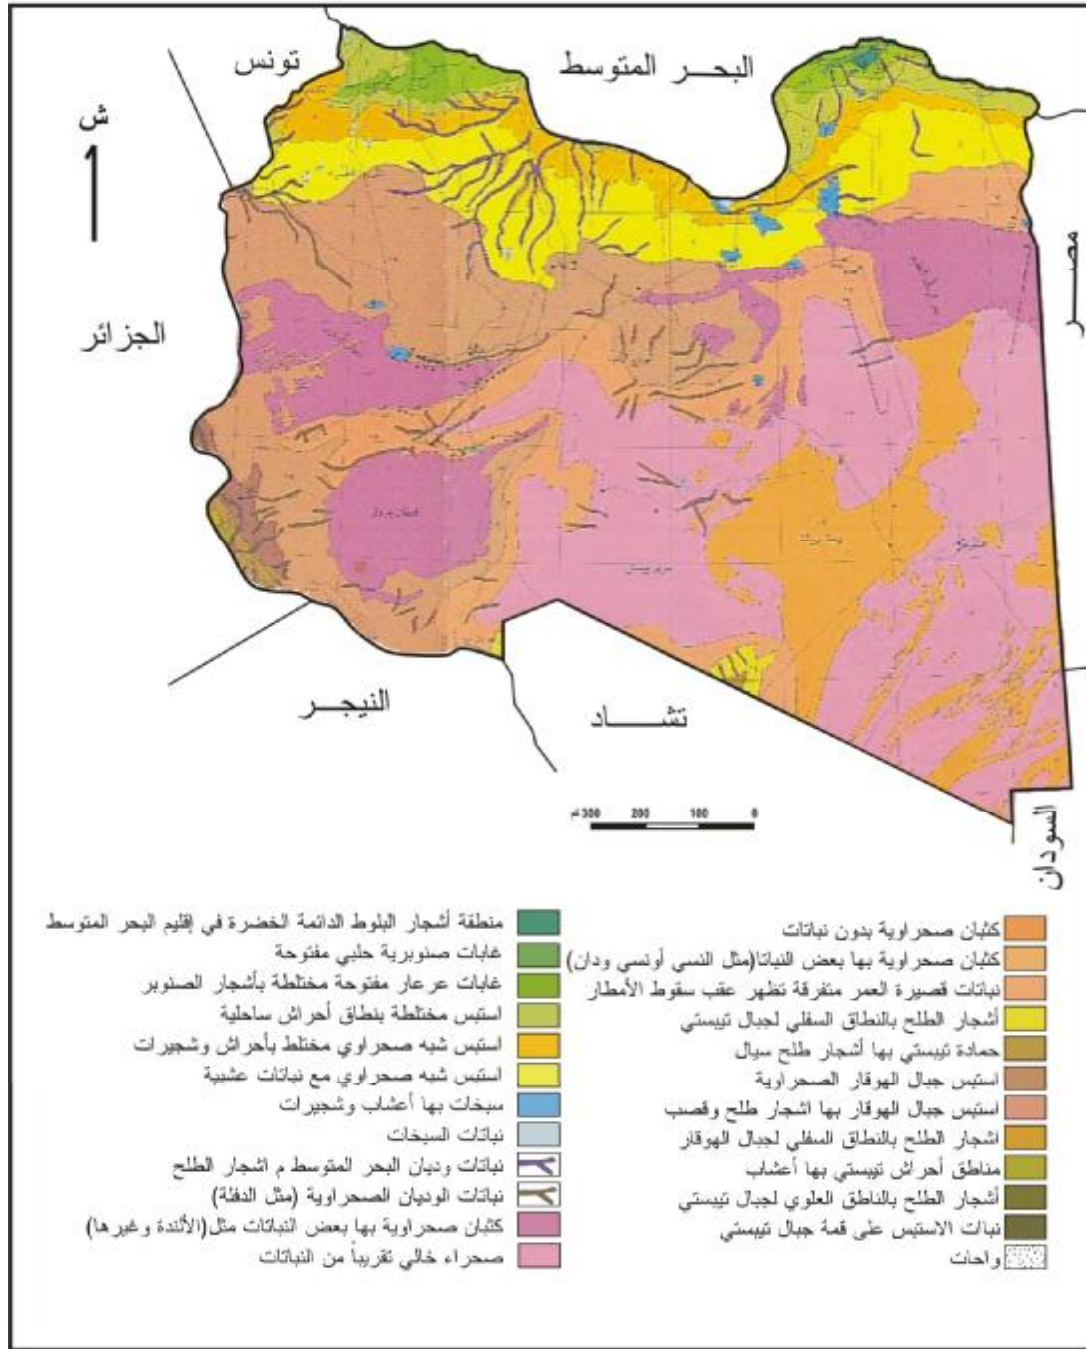 البحر المتوسط
تونس
ش
مصر
الجزائر
النيجر
تشاد
السودان
300 كم 200 100 0
منطقة أشجار البلوط الدائمة الخضرة في إقليم البحر المتوسط
غابات صنوبرية حلبي مفتوحة
غابات عرعار مفتوحة مختلطة بأشجار الصنوبر
استبس مختلطة بنطاق أحراش ساحلية
استبس شبه صحراوي مختلط بأحراش وشجيرات
استبس شبه صحراوي مع نباتات عشبية
سبخات بها أعشاب وشجيرات
نباتات السبخات
نباتات وديان البحر المتوسط م اشجار الطلح
نباتات الوديان الصحراوية (مثل الدفلة)
كثبان صحراوية بها بعض النباتات مثل(الألندة وغيرها)
صحراء خالي تقريباً من النباتات
كثبان صحراوية بدون نباتات
كثبان صحراوية بها بعض النباتا(مثل النسي أونسي ودان)
نباتات قصيرة العمر متفرقة تظهر عقب سقوط الأمطار
أشجار الطلح بالنطاق السفلي لجبال تيبستي
حمادة تيبستي بها أشجار طلح سيال
استبس جبال الهوقار الصحراوية
استبس جبال الهوقار بها اشجار طلح وقصب
اشجار الطلح بالنطاق السفلي لجبال الهوقار
مناطق أحراش تيبستي بها أعشاب
أشجار الطلح بالناطق العلوي لجبال تيبستي
نباات الاستبس على قمة جبال تيبستي
واحات